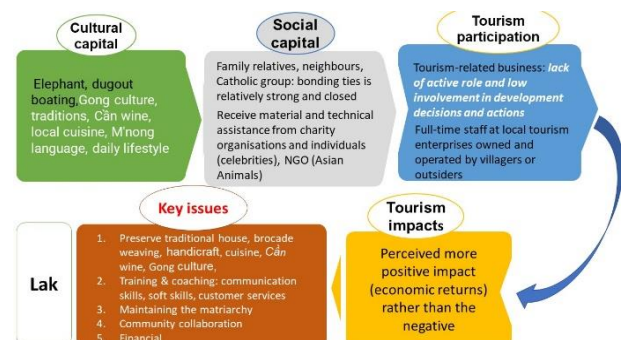 Cultural
capital
Elephant, dugout
boating,Gong culture,
traditions, Cần wine,
local cuisine, M'nong
language, daily lifestyle
Social
capital
Family relatives, neighbours,
Catholic group: bonding ties is
relatively strong and closed
Receive material and technical
assistance from charity
organisations and individuals
(celebrities), NGO (Asian
Animals)
Tourism
participation
Tourism-related business: lack
of active role and low
involvement in development
decisions and actions
Full-time staff at local tourism
enterprises owned and
operated by villagers or
outsiders
Tourism
impacts
Perceived more
positive impact
(economic returns)
rather than the
negative
Key issues
1. Preserve traditional house, brocade
weaving, handicraft, cuisine, Cần
wine, Gong culture,
2. Training & coaching: communication
skills, soft skills, customer services
3. Maintaining the matriarchy
4. Community collaboration
5. Financial
Lak